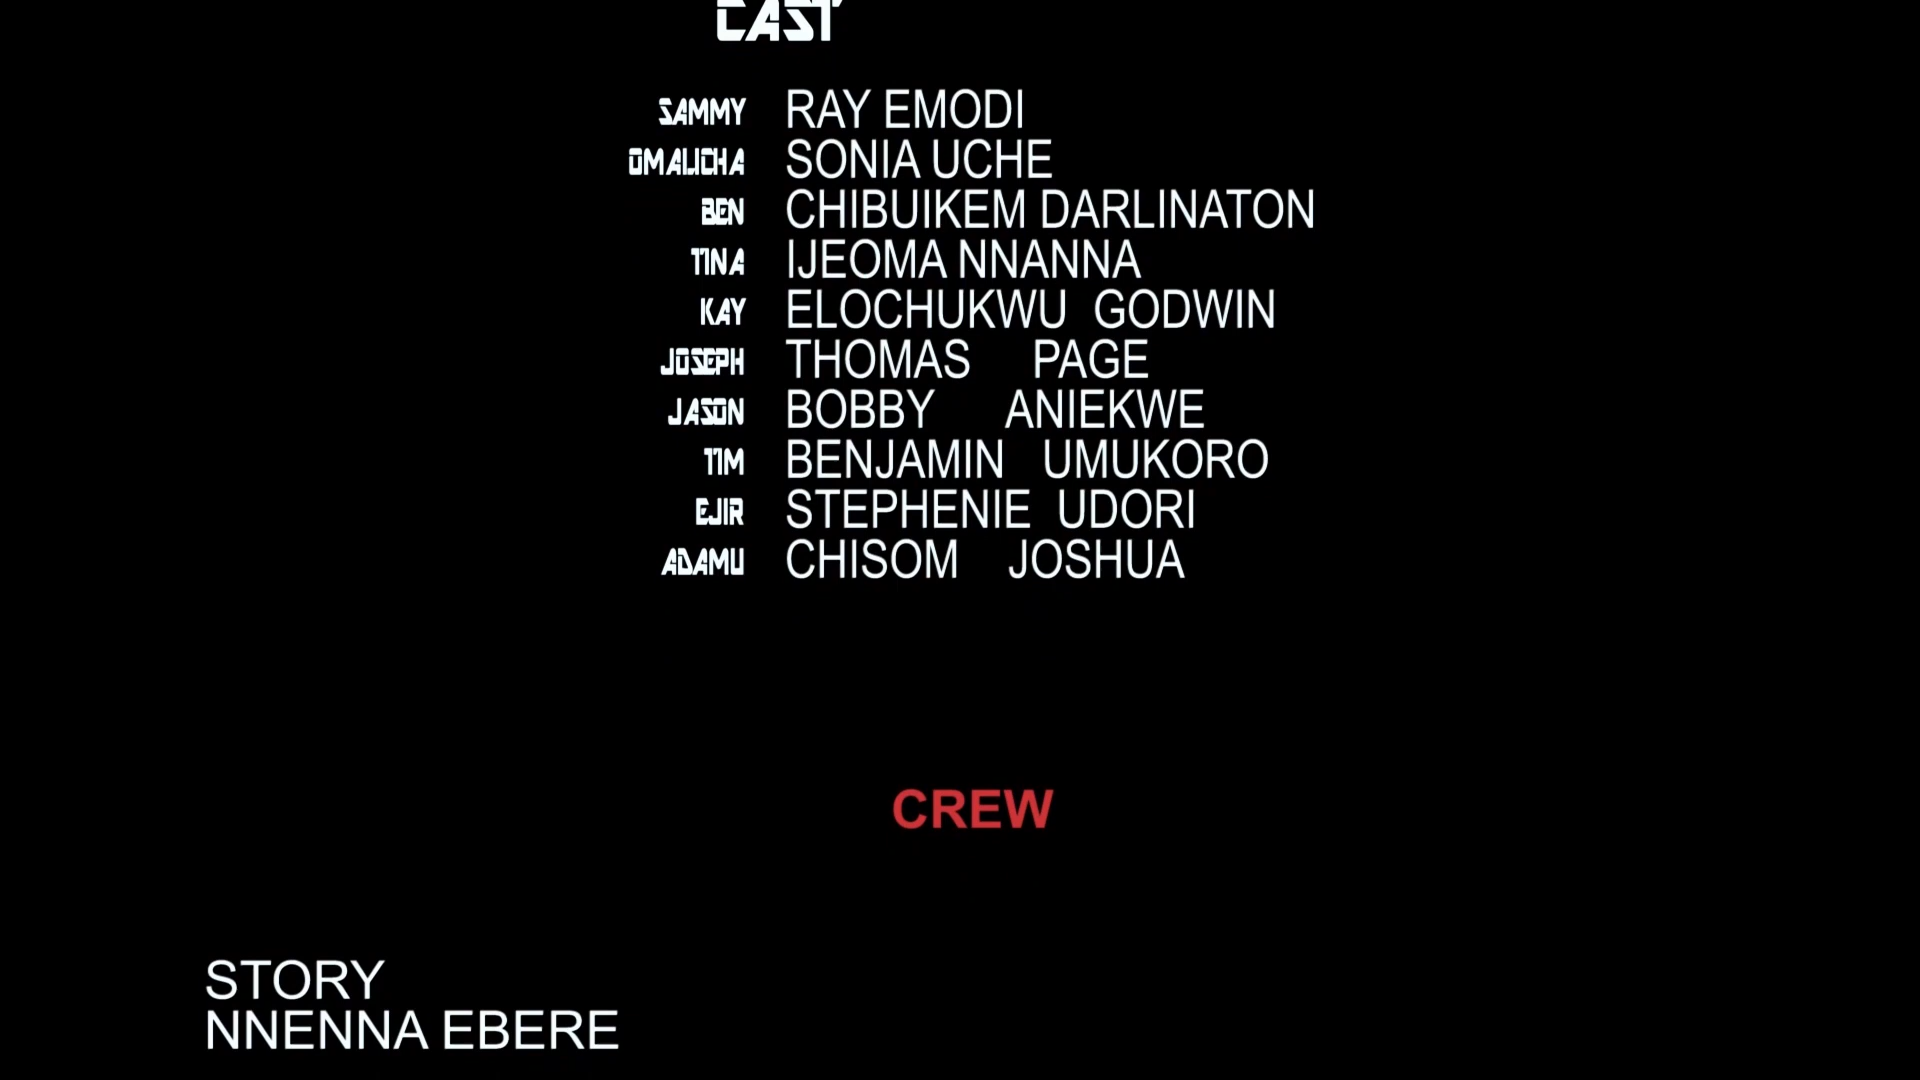 CAST
SAMMY RAY EMODI
OMALICHA SONIA UCHE
BEN CHIBUIKEM DARLINATON
TINA IJEOMA NNANNA
KAY ELOCHUKWU GODWIN
JOSEPH THOMAS PAGE
JASON BOBBY ANIEKWE
TIM BENJAMIN UMUKORO
EJIR STEPHENIE UDORI
ADAMU CHISOM JOSHUA
CREW
STORY
NNENNA EBERE